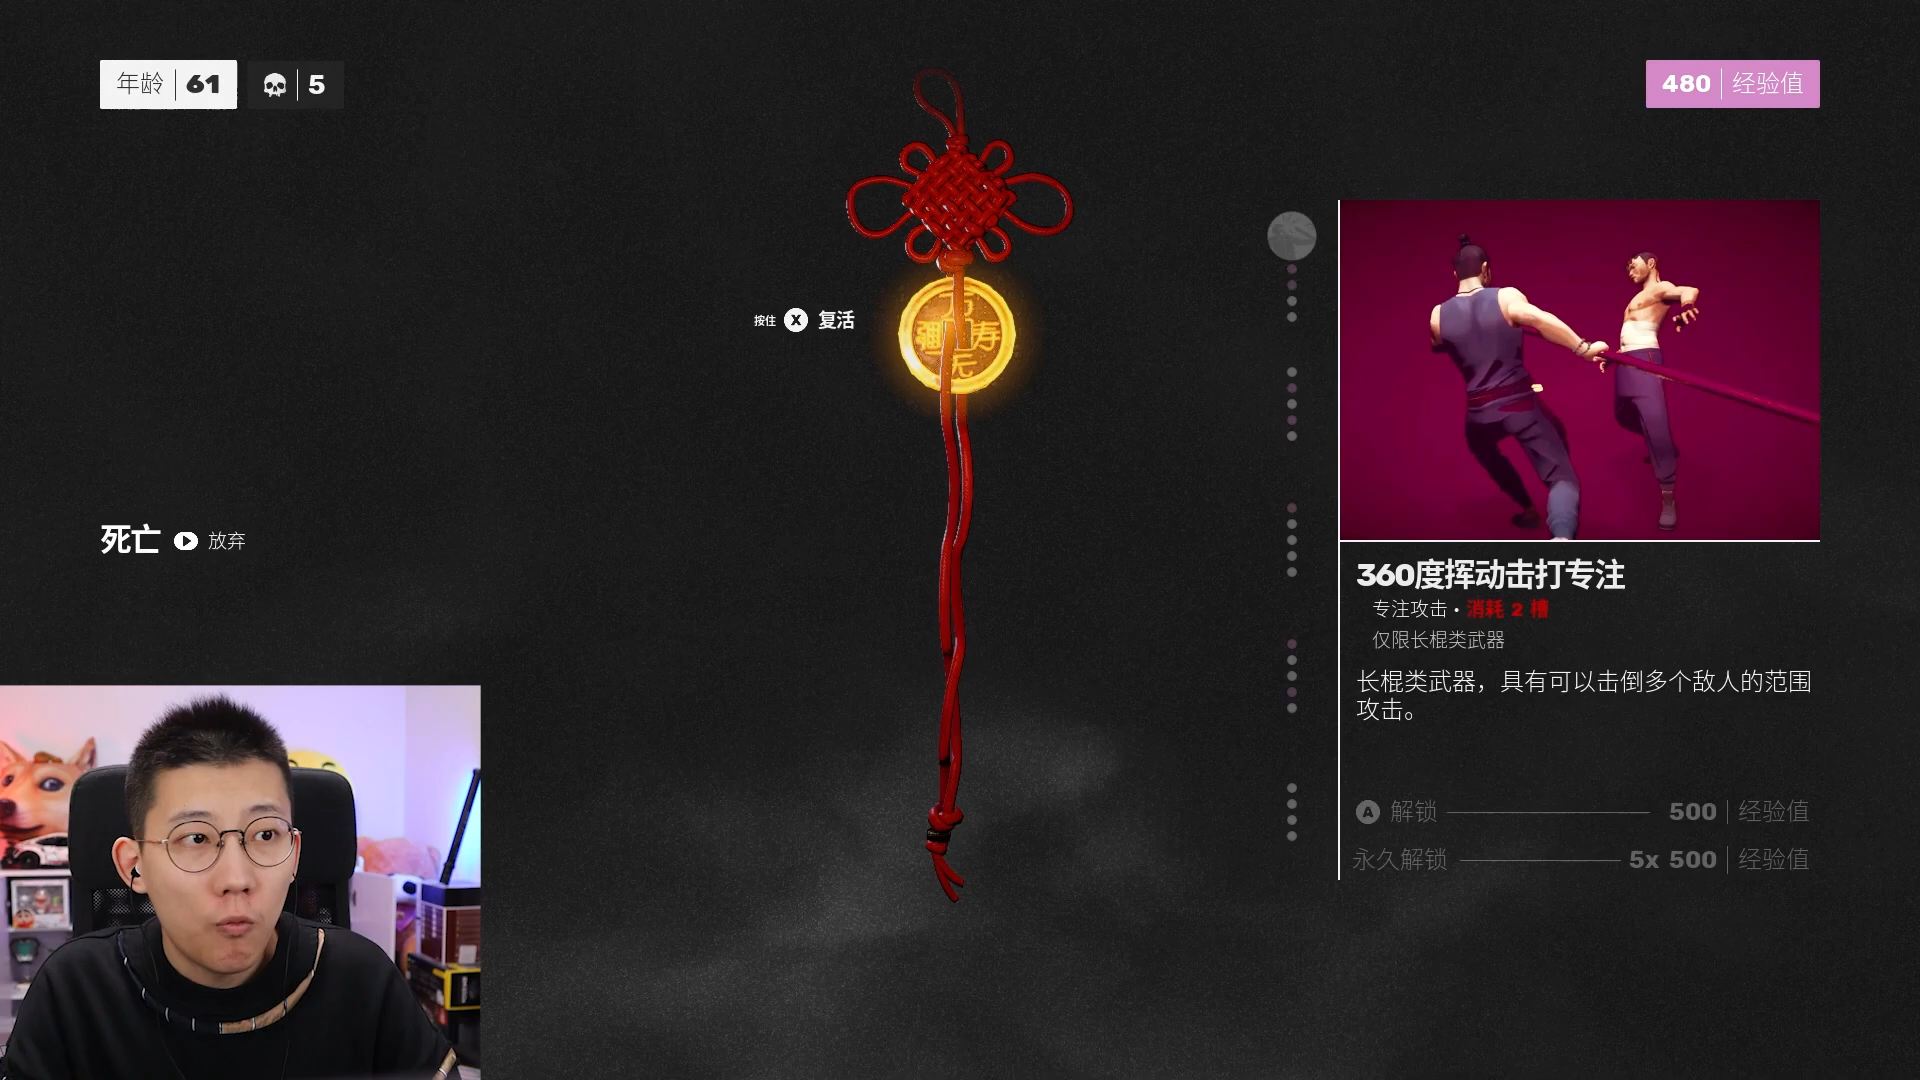 年龄 61
5
480 经验值
万
彊 寿
无
按住 X 复活
死亡 放弃
360度挥动击打专注
专注攻击 • 消耗 2 槽
仅限长棍类武器
长棍类武器，具有可以击倒多个敌人的范围
攻击。
A 解锁 500 经验值
永久解锁 5x 500 经验值